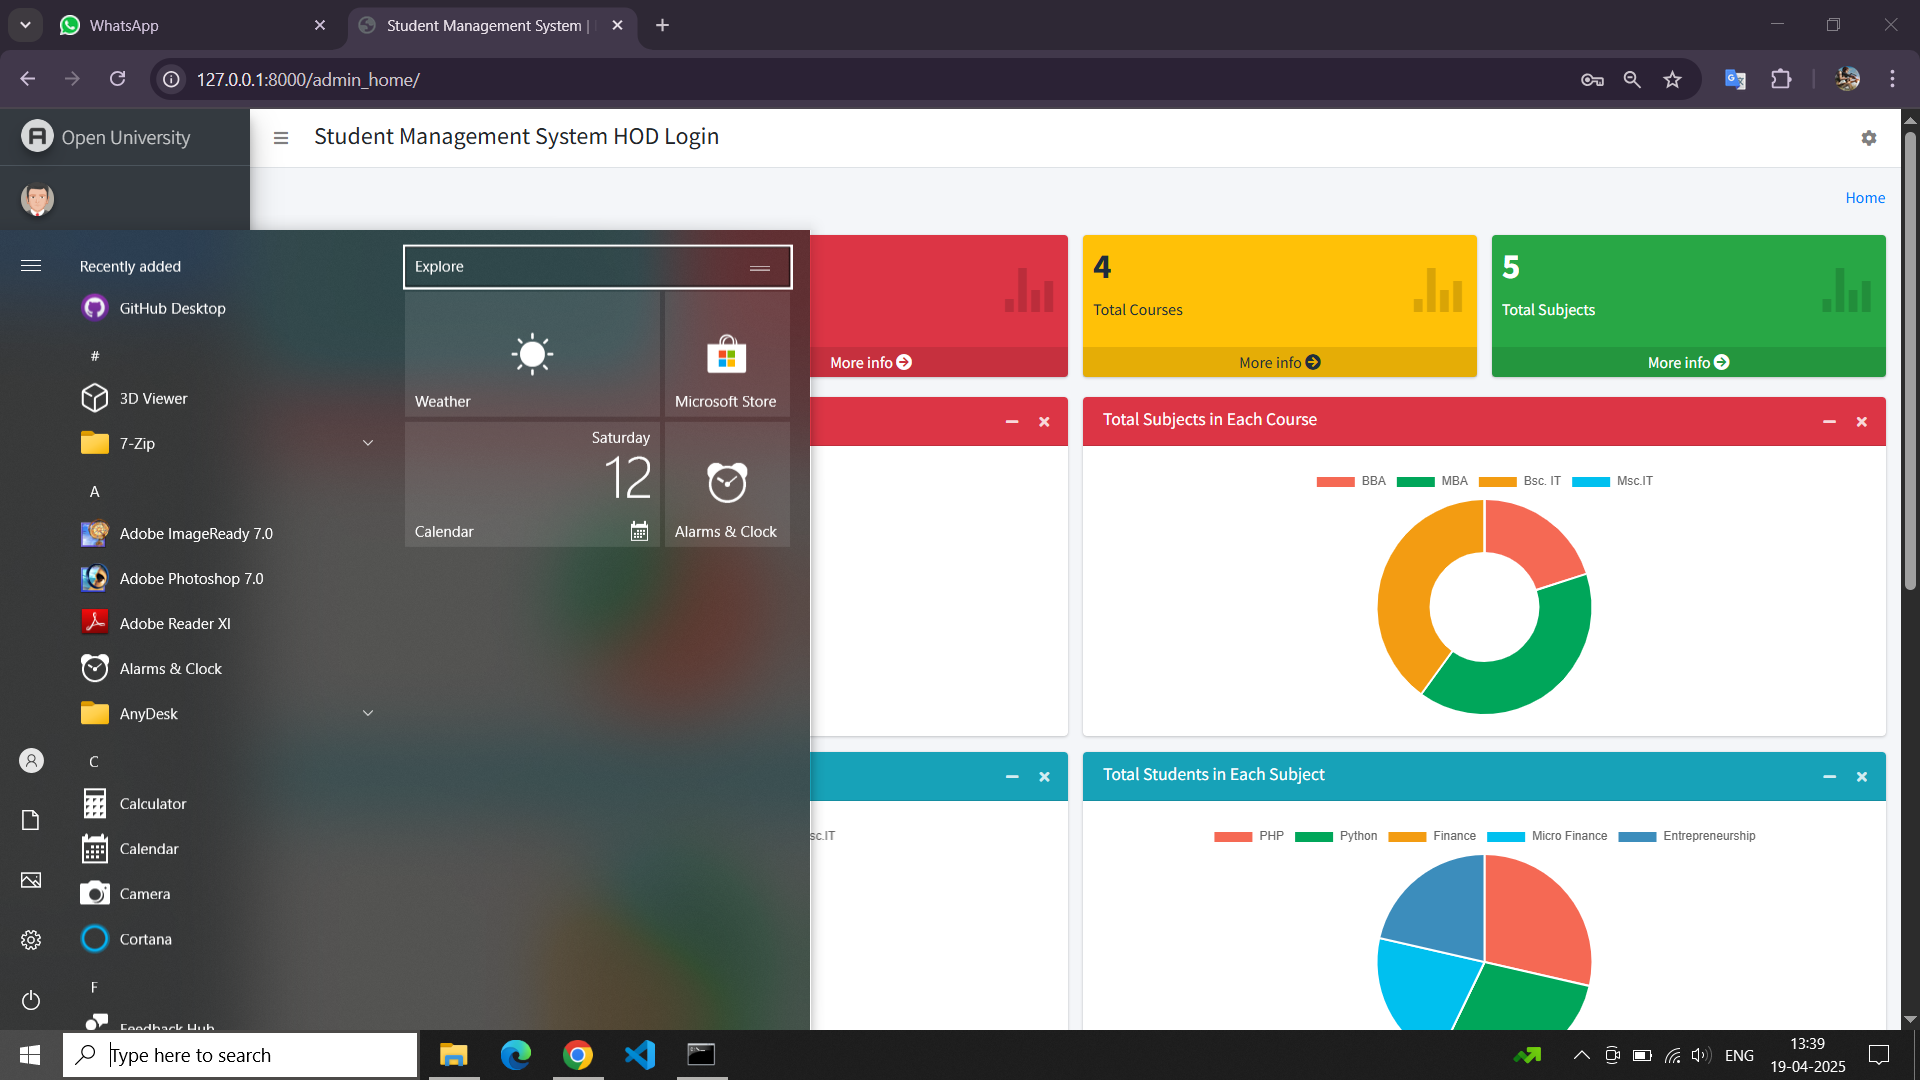 WhatsApp
Student Management System |
127.0.0.1:8000/admin_home/
Open University
Student Management System HOD Login
Home
Recently added
GitHub Desktop
#
3D Viewer
7-Zip
A
Adobe ImageReady 7.0
Adobe Photoshop 7.0
Adobe Reader XI
Alarms & Clock
AnyDesk
C
Calculator
Calendar
Camera
Cortana
F
Feedback Hub
Explore
Weather
Microsoft Store
Saturday
12
Calendar
Alarms & Clock
More info
4
Total Courses
More info
5
Total Subjects
More info
Total Subjects in Each Course
BBA MBA Bsc. IT Msc.IT
sc.IT
Total Students in Each Subject
PHP Python Finance Micro Finance Entrepreneurship
Type here to search
ENG
13:39
19-04-2025